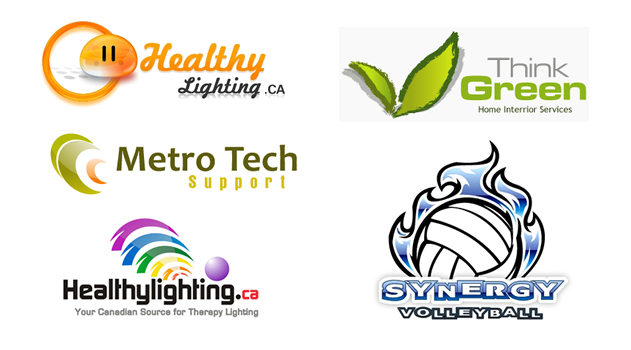 Healthy
Lighting.CA
Think
Green
Home Interrior Services
Metro Tech
Support
Healthylighting.ca
Your Canadian Source for Therapy Lighting
SYNERGY
VOLLEYBALL